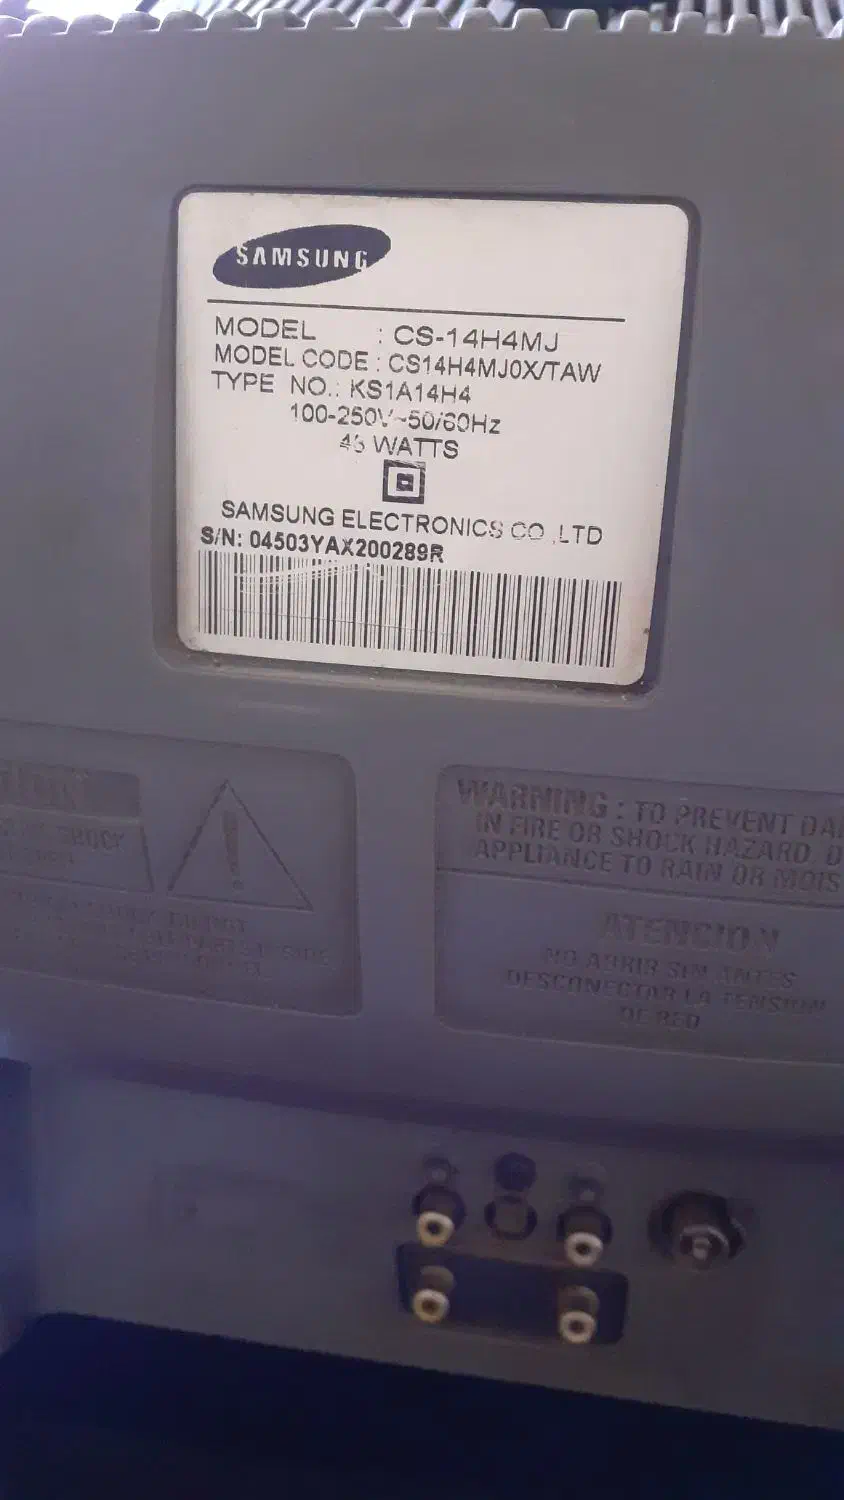 SAMSUNG
MODEL : CS-14H4MJ
MODEL CODE : CS14H4MJ0X/TAW
TYPE NO.: KS1A14H4
100-250V~50/60Hz
WATTS
SAMSUNG ELECTRONICS CO.,LTD
S/N: 04503YAX200289R
SHOCK
WARNING : TO PREVENT
IN FIRE OR SHOCK HAZARD. D
APPLIANCE TO RAIN OR MOIS
ATENCION
NO ABRIR SIN ANTES
DESCONECTAR LA TENSION
DE RED